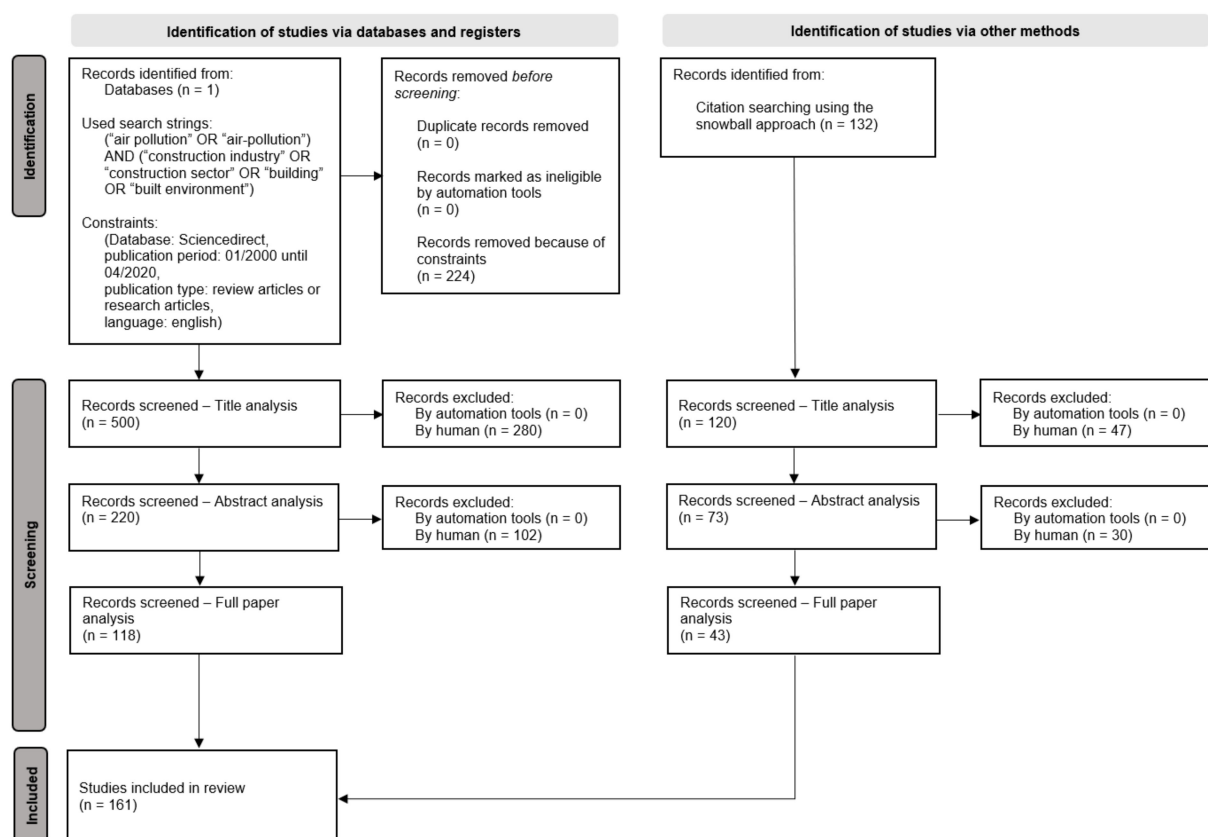 Identification of studies via databases and registers
Identification of studies via other methods
Identification
Records identified from:
Databases (n = 1)
Used search strings:
(“air pollution” OR “air-pollution”)
AND (“construction industry” OR
“construction sector” OR “building”
OR “built environment”)
Constraints:
(Database: Sciencedirect,
publication period: 01/2000 until
04/2020,
publication type: review articles or
research articles,
language: english)
Records removed before
screening:
Duplicate records removed
(n = 0)
Records marked as ineligible
by automation tools
(n = 0)
Records removed because of
constraints
(n = 224)
Records identified from:
Citation searching using the
snowball approach (n = 132)
Screening
Records screened – Title analysis
(n = 500)
Records excluded:
By automation tools (n = 0)
By human (n = 280)
Records screened – Title analysis
(n = 120)
Records excluded:
By automation tools (n = 0)
By human (n = 47)
Records screened – Abstract analysis
(n = 220)
Records excluded:
By automation tools (n = 0)
By human (n = 102)
Records screened – Abstract analysis
(n = 73)
Records excluded:
By automation tools (n = 0)
By human (n = 30)
Records screened – Full paper
analysis
(n = 118)
Records screened – Full paper
analysis
(n = 43)
Included
Studies included in review
(n = 161)